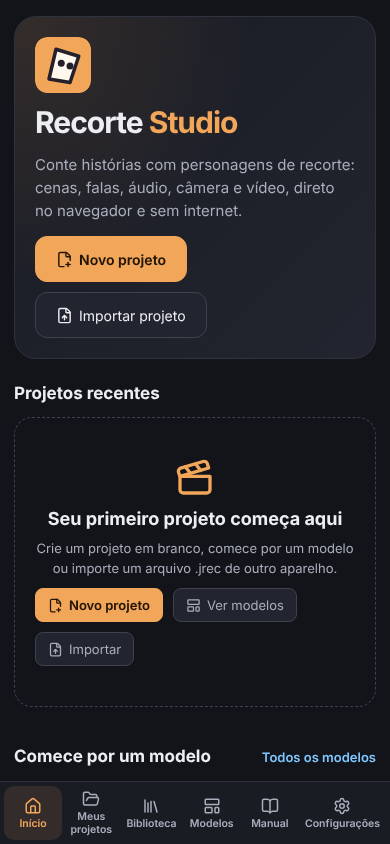 Recorte Studio
Conte histórias com personagens de recorte:
cenas, falas, áudio, câmera e vídeo, direto
no navegador e sem internet.
Novo projeto
Importar projeto
Projetos recentes
Seu primeiro projeto começa aqui
Crie um projeto em branco, comece por um modelo
ou importe um arquivo .jrec de outro aparelho.
Novo projeto
Ver modelos
Importar
Comece por um modelo
Todos os modelos
Início
Meus
projetos
Biblioteca
Modelos
Manual
Configurações